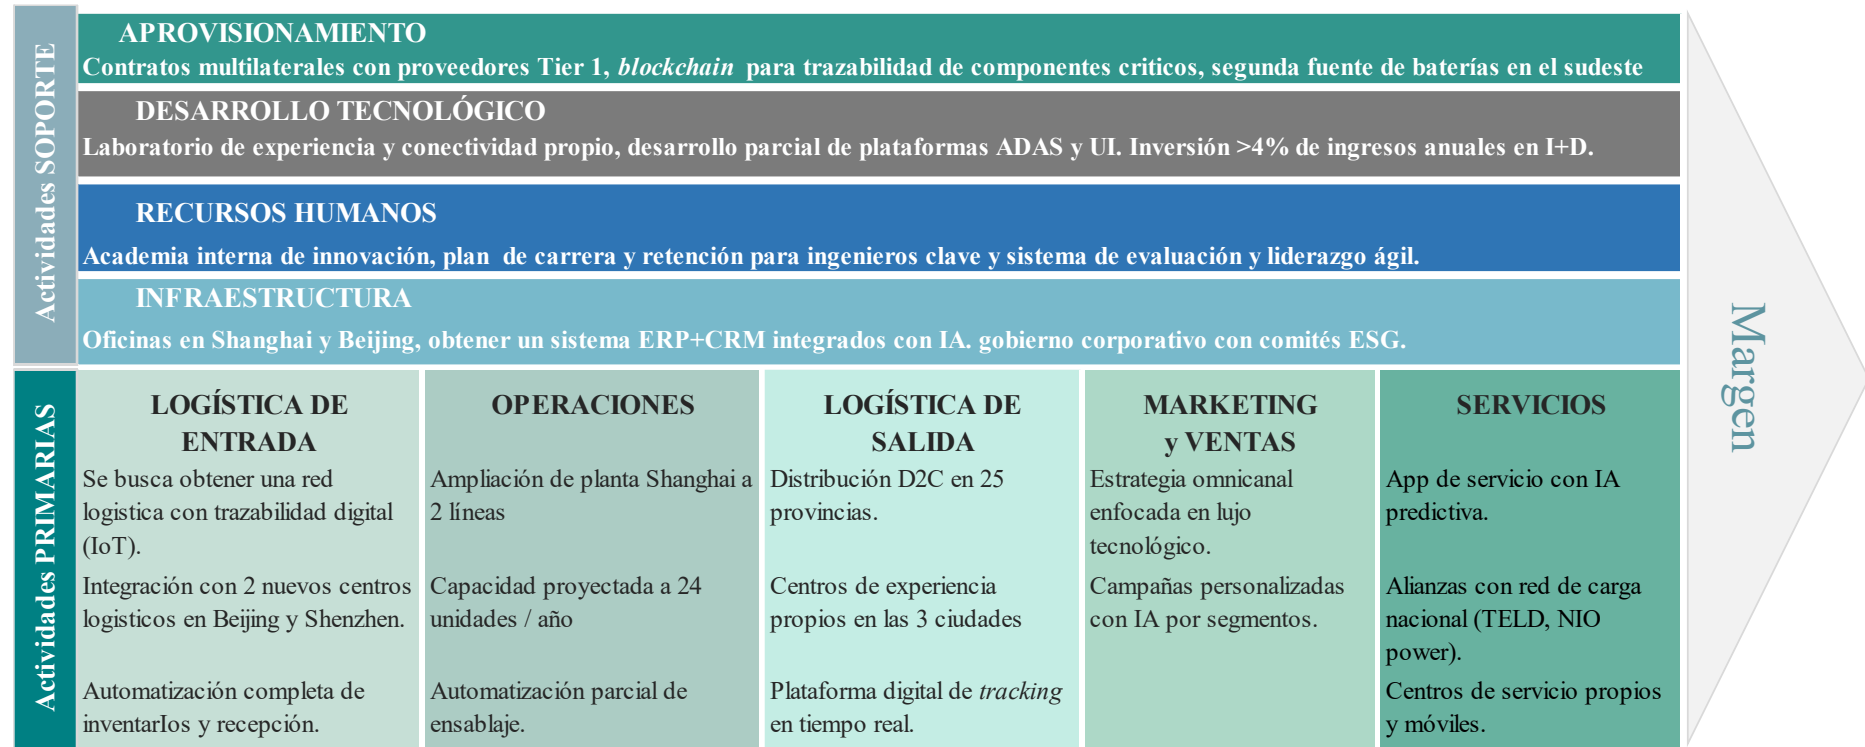 Actividades SOPORTE
APROVISIONAMIENTO
Contratos multilaterales con proveedores Tier 1, blockchain para trazabilidad de componentes criticos, segunda fuente de baterías en el sudeste
DESARROLLO TECNOLÓGICO
Laboratorio de experiencia y conectividad propio, desarrollo parcial de plataformas ADAS y UI. Inversión >4% de ingresos anuales en I+D.
RECURSOS HUMANOS
Academia interna de innovación, plan de carrera y retención para ingenieros clave y sistema de evaluación y liderazgo ágil.
INFRAESTRUCTURA
Oficinas en Shanghai y Beijing, obtener un sistema ERP+CRM integrados con IA. gobierno corporativo con comités ESG.
Actividades PRIMARIAS
LOGÍSTICA DE
ENTRADA
Se busca obtener una red
logistica con trazabilidad digital
(IoT).
Integración con 2 nuevos centros
logisticos en Beijing y Shenzhen.
Automatización completa de
inventarIos y recepción.
OPERACIONES
Ampliación de planta Shanghai a
2 líneas
Capacidad proyectada a 24
unidades / año
Automatización parcial de
ensablaje.
LOGÍSTICA DE
SALIDA
Distribución D2C en 25
provincias.
Centros de experiencia
propios en las 3 ciudades
Plataforma digital de tracking
en tiempo real.
MARKETING
y VENTAS
Estrategia omnicanal
enfocada en lujo
tecnológico.
Campañas personalizadas
con IA por segmentos.
SERVICIOS
App de servicio con IA
predictiva.
Alianzas con red de carga
nacional (TELD, NIO
power).
Centros de servicio propios
y móviles.
Margen